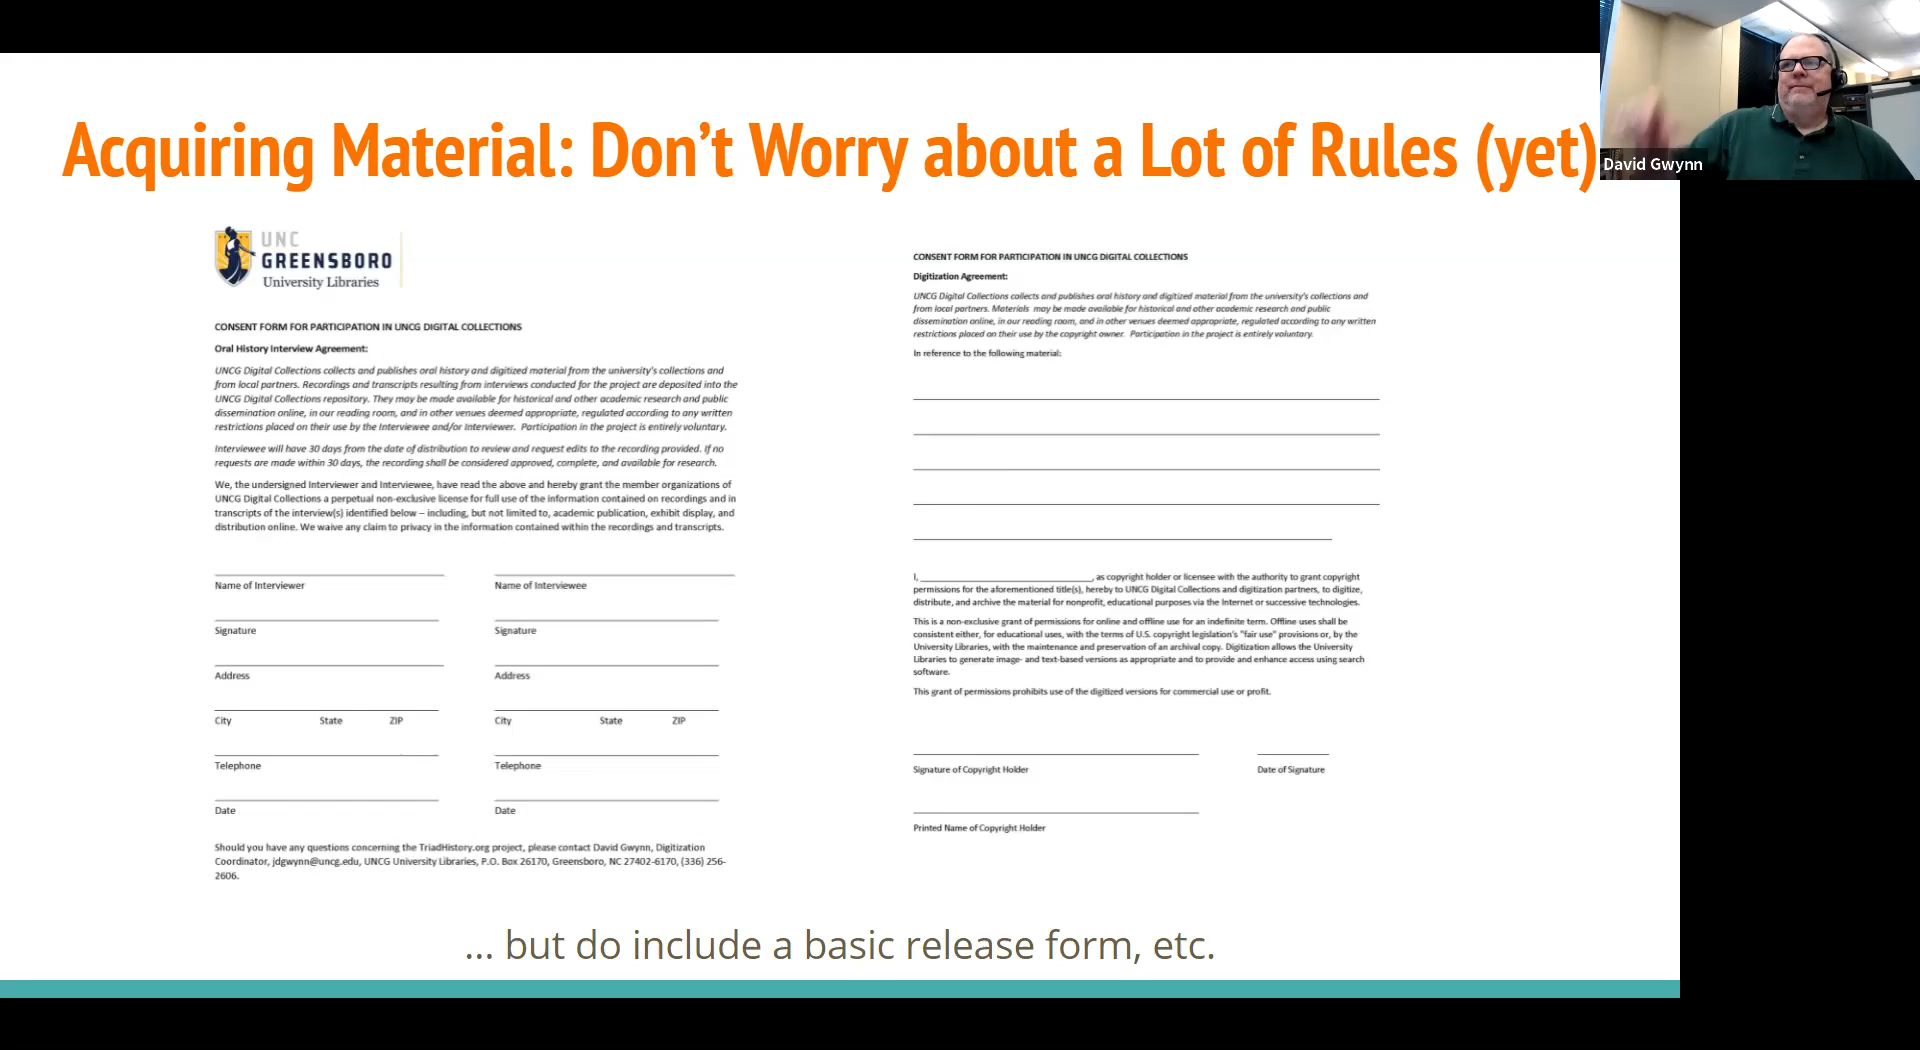 Acquiring Material: Don't Worry about a Lot of Rules (yet)
David Gwynn
UNC
GREENSBORO
University Libraries
CONSENT FORM FOR PARTICIPATION IN UNCG DIGITAL COLLECTIONS
Oral History Interview Agreement:
UNCG Digital Collections collects and publishes oral history and digitized material from the university's collections and
from local partners. Recordings and transcripts resulting from interviews conducted for the project are deposited into the
UNCG Digital Collections repository. They may be made available for historical and other academic research and public
dissemination online, in our reading room, and in other venues deemed appropriate, regulated according to any written
restrictions placed on their use by the Interviewee and/or Interviewer. Participation in the project is entirely voluntary.
Interviewee will have 30 days from the date of distribution to review and request edits to the recording provided. If no
requests are made within 30 days, the recording shall be considered approved, complete, and available for research.
We, the undersigned Interviewer and Interviewee, have read the above and hereby grant the member organizations of
UNCG Digital Collections a perpetual non-exclusive license for full use of the information contained on recordings and in
transcripts of the interview(s) identified below – including, but not limited to, academic publication, exhibit display, and
distribution online. We waive any claim to privacy in the information contained within the recordings and transcripts.
Name of Interviewer Name of Interviewee
Signature Signature
Address Address
City State ZIP City State ZIP
Telephone Telephone
Date Date
Should you have any questions concerning the TriadHistory.org project, please contact David Gwynn, Digitization
Coordinator, jdgwynn@uncg.edu, UNCG University Libraries, P.O. Box 26170, Greensboro, NC 27402-6170, (336) 256-
2606.
CONSENT FORM FOR PARTICIPATION IN UNCG DIGITAL COLLECTIONS
Digitization Agreement:
UNCG Digital Collections collects and publishes oral history and digitized material from the university's collections and
from local partners. Materials may be made available for historical and other academic research and public
dissemination online, in our reading room, and in other venues deemed appropriate, regulated according to any written
restrictions placed on their use by the copyright owner. Participation in the project is entirely voluntary.
In reference to the following material:
I, ____________________, as copyright holder or licensee with the authority to grant copyright
permissions for the aforementioned title(s), hereby to UNCG Digital Collections and digitization partners, to digitize,
distribute, and archive the material for nonprofit, educational purposes via the Internet or successive technologies.
This is a non-exclusive grant of permissions for online and offline use for an indefinite term. Offline uses shall be
consistent either, for educational uses, with the terms of U.S. copyright legislation's "fair use" provisions or, by the
University Libraries, with the maintenance and preservation of an archival copy. Digitization allows the University
Libraries to generate image- and text-based versions as appropriate and to provide and enhance access using search
software.
This grant of permissions prohibits use of the digitized versions for commercial use or profit.
Signature of Copyright Holder Date of Signature
Printed Name of Copyright Holder
... but do include a basic release form, etc.